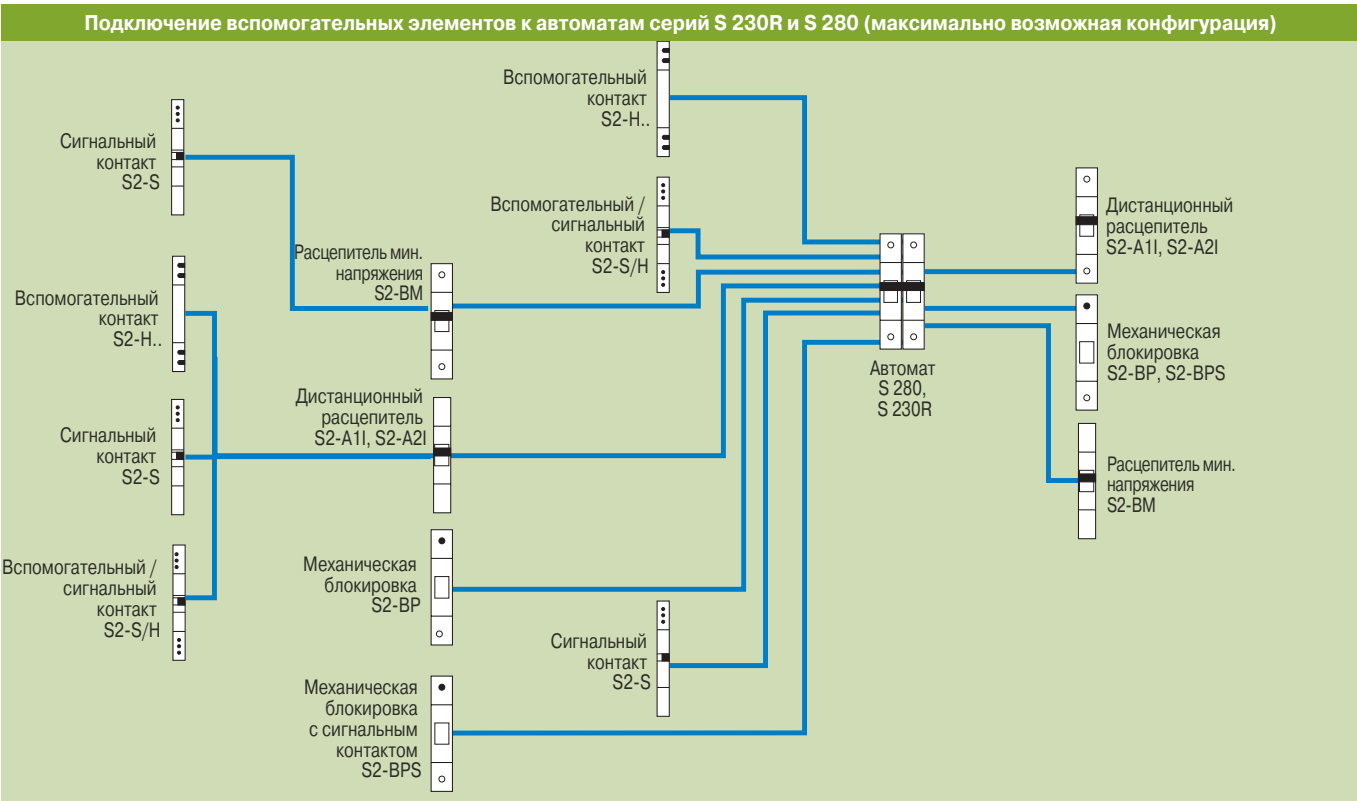 Подключение вспомогательных элементов к автоматам серий S 230R и S 280 (максимально возможная конфигурация)
Сигнальный
контакт
S2-S
Вспомогательный
контакт
S2-H..
Сигнальный
контакт
S2-S
Вспомогательный /
сигнальный
контакт
S2-S/H
Расцепитель мин.
напряжения
S2-BM
Дистанционный
расцепитель
S2-A1I, S2-A2I
Механическая
блокировка
S2-BP
Механическая
блокировка
с сигнальным
контактом
S2-BPS
Вспомогательный
контакт
S2-H..
Вспомогательный /
сигнальный
контакт
S2-S/H
Сигнальный
контакт
S2-S
Автомат
S 280,
S 230R
Дистанционный
расцепитель
S2-A1I, S2-A2I
Механическая
блокировка
S2-BP, S2-BPS
Расцепитель мин.
напряжения
S2-BM